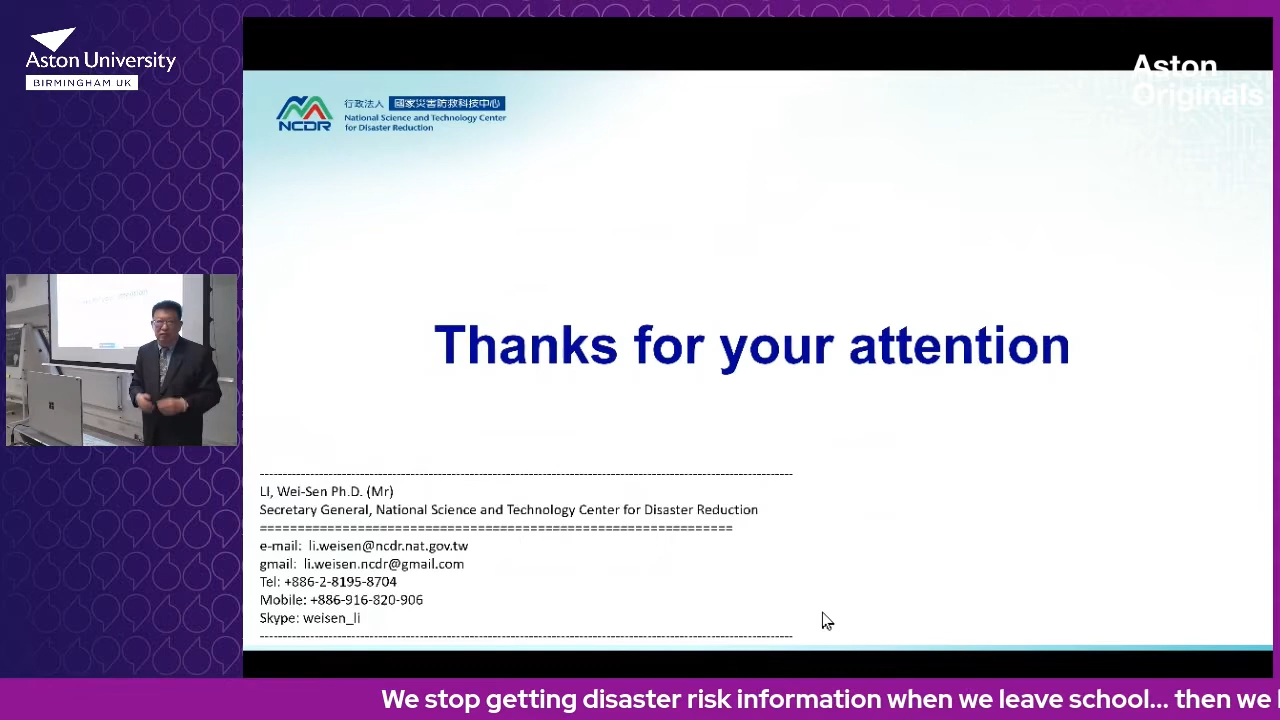 Aston University
BIRMINGHAM UK
Aston
Originals
行政法人 國家災害防救科技中心
NCDR
National Science and Technology Center
for Disaster Reduction
Thanks for your attention
LI, Wei-Sen Ph.D. (Mr)
Secretary General, National Science and Technology Center for Disaster Reduction
===============================================================
e-mail: li.weisen@ncdr.nat.gov.tw
gmail: li.weisen.ncdr@gmail.com
Tel: +886-2-8195-8704
Mobile: +886-916-820-906
Skype: weisen_li
We stop getting disaster risk information when we leave school... then we